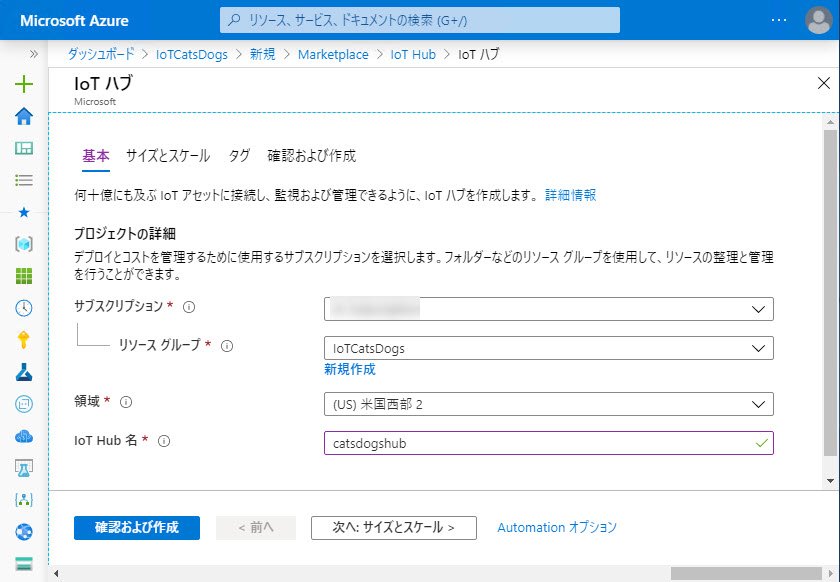 Microsoft Azure
リソース、サービス、ドキュメントの検索 (G+/)
ダッシュボード > IoTCatsDogs > 新規 > Marketplace > IoT Hub > IoT ハブ
IoT ハブ
Microsoft
基本 サイズとスケール タグ 確認および作成
何十億にも及ぶ IoT アセットに接続し、監視および管理できるように、IoT ハブを作成します。 詳細情報
プロジェクトの詳細
デプロイとコストを管理するために使用するサブスクリプションを選択します。フォルダーなどのリソース グループを使用して、リソースの整理と管理
を行うことができます。
サブスクリプション *
リソース グループ * IoTCatsDogs
新規作成
領域 * (US) 米国西部 2
IoT Hub 名 * catsdogshub
確認および作成 < 前へ 次へ: サイズとスケール > Automation オプション